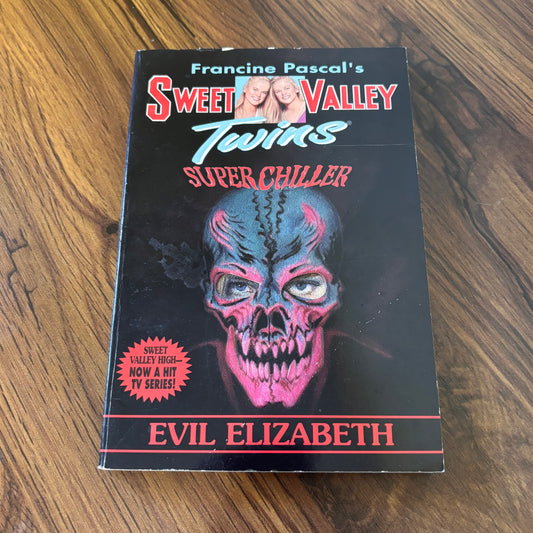 Francine Pascal's
SWEET VALLEY
Twins®
SUPER CHILLER
SWEET
VALLEY HIGH—
NOW A HIT
TV SERIES!
EVIL ELIZABETH